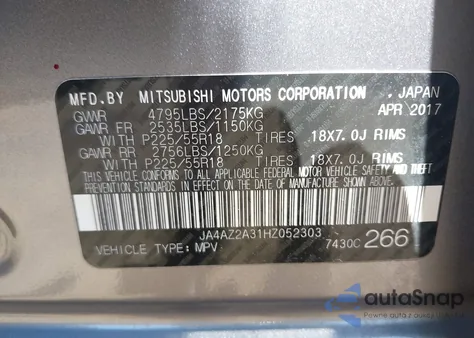 MFD.BY MITSUBISHI MOTORS CORPORATION , JAPAN
GVWR 4795LBS/2175KG APR 2017
GAWR FR 2535LBS/1150KG
WITH P225/55R18 TIRES 18X7.0J RIMS
GAWR RR 2756LBS/1250KG
WITH P225/55R18 TIRES 18X7.0J RIMS
THIS VEHICLE CONFORMS TO ALL APPLICABLE
FEDERAL MOTOR VEHICLE SAFETY AND THEFT
PREVENTION STANDARDS IN EFFECT ON THE DATE
OF MANUFACTURE SHOWN ABOVE.
JA4AZ2A31HZ052303
VEHICLE TYPE: MPV 7430C 266
autoSnap
Pewne auto z